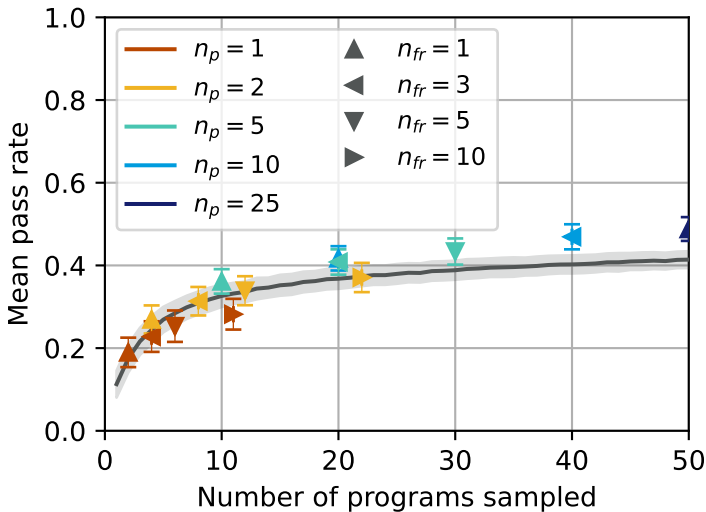 1.0
0.8
0.6
0.4
0.2
0.0
Mean pass rate
n_p = 1
n_p = 2
n_p = 5
n_p = 10
n_p = 25
n_fr = 1
n_fr = 3
n_fr = 5
n_fr = 10
0 10 20 30 40 50
Number of programs sampled